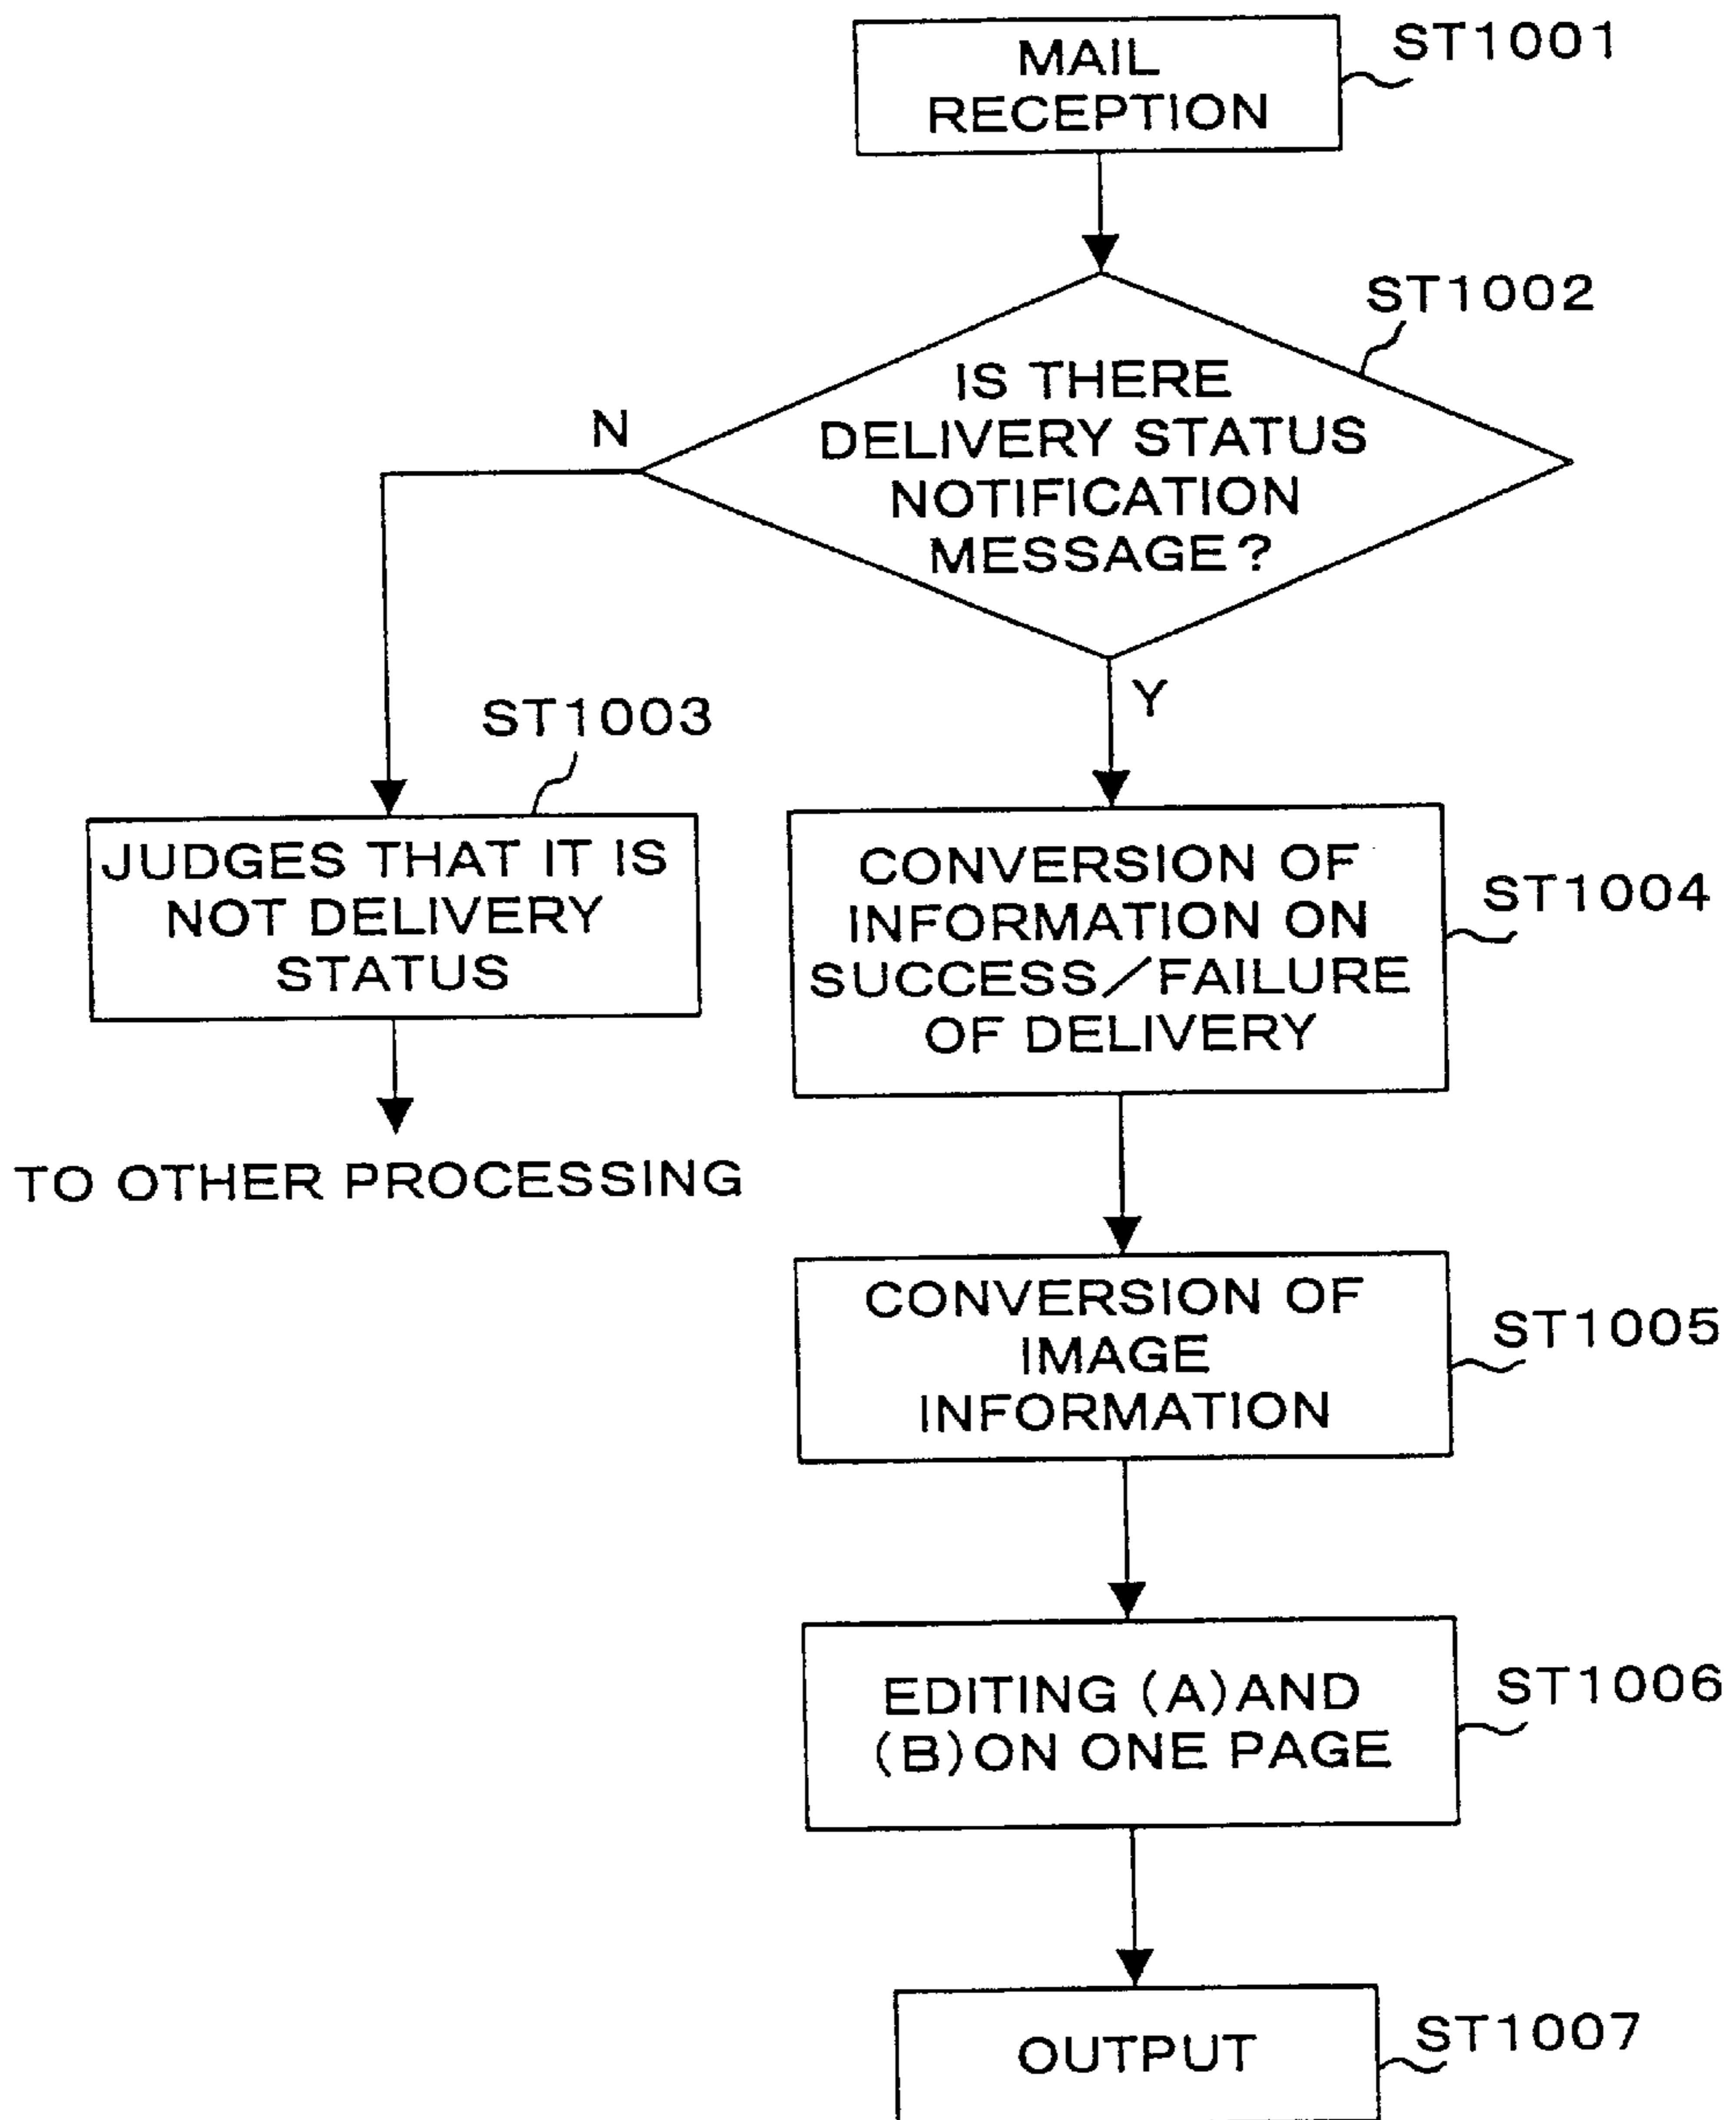 MAIL
RECEPTION
ST1001
ST1002
IS THERE
DELIVERY STATUS
NOTIFICATION
MESSAGE?
N
Y
ST1003
JUDGES THAT IT IS
NOT DELIVERY
STATUS
TO OTHER PROCESSING
CONVERSION OF
INFORMATION ON
SUCCESS/FAILURE
OF DELIVERY
ST1004
CONVERSION OF
IMAGE
INFORMATION
ST1005
EDITING (A)AND
(B)ON ONE PAGE
ST1006
OUTPUT
ST1007